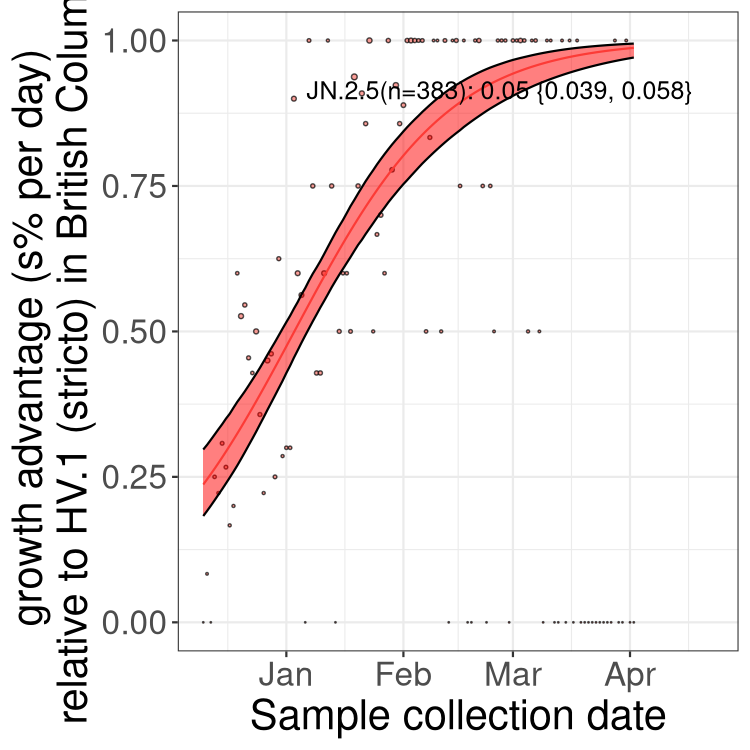 growth advantage (s% per day)
relative to HV.1 (stricto) in British Colum
1.00
0.75
0.50
0.25
0.00
JN.2.5(n=383): 0.05 {0.039, 0.058}
Jan Feb Mar Apr
Sample collection date